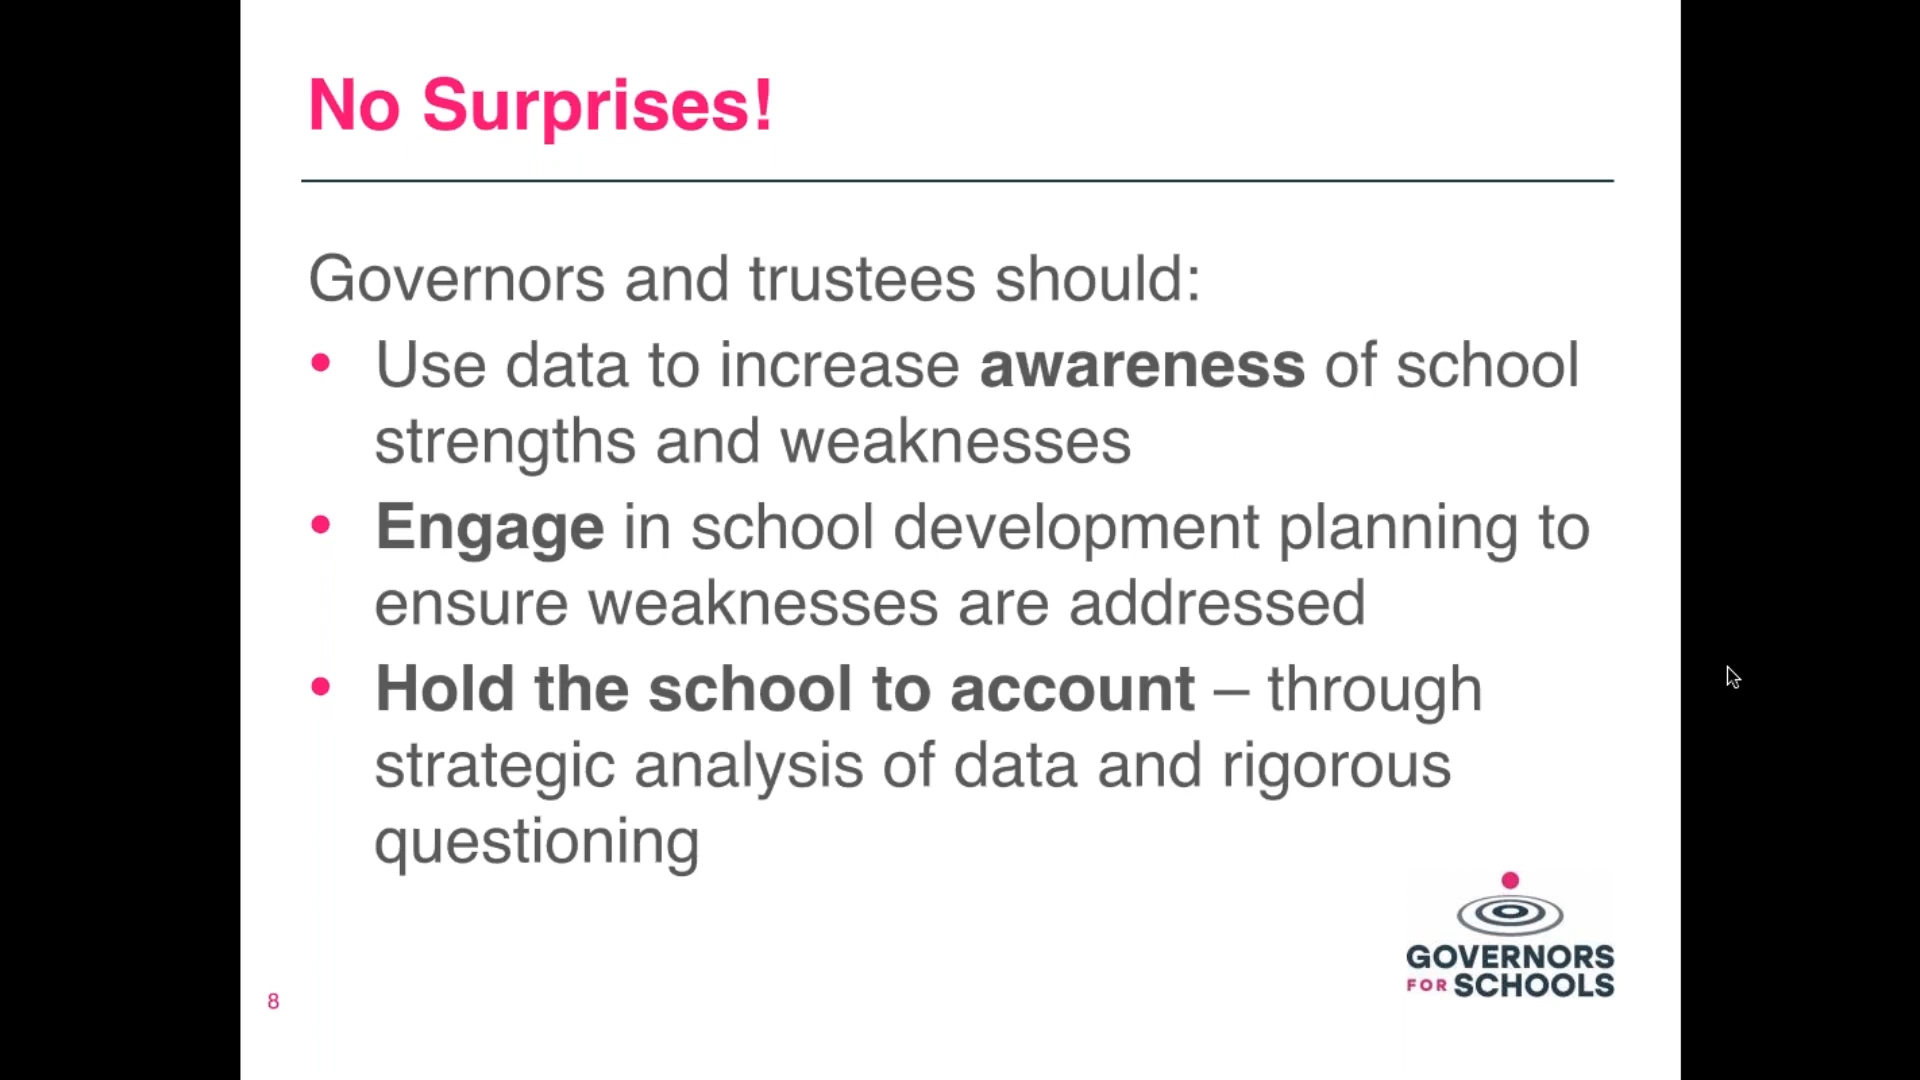 No Surprises!
Governors and trustees should:
• Use data to increase awareness of school
strengths and weaknesses
• Engage in school development planning to
ensure weaknesses are addressed
• Hold the school to account – through
strategic analysis of data and rigorous
questioning
GOVERNORS
FOR SCHOOLS
8